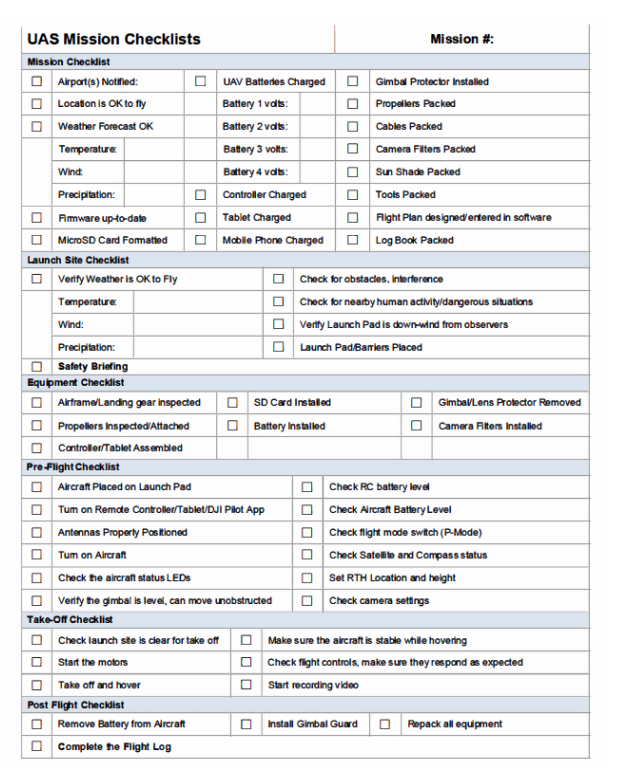 UAS Mission Checklists Mission #:
Mission Checklist
☐ Airport(s) Notified: ☐ UAV Batteries Charged ☐ Gimbal Protector Installed
☐ Location is OK to fly Battery 1 volts: ☐ Propellers Packed
☐ Weather Forecast OK Battery 2 volts: ☐ Cables Packed
Temperature: Battery 3 volts: ☐ Camera Filters Packed
Wind: Battery 4 volts: ☐ Sun Shade Packed
Precipitation: ☐ Controller Charged ☐ Tools Packed
☐ Firmware up-to-date ☐ Tablet Charged ☐ Flight Plan designed/entered in software
☐ MicroSD Card Formatted ☐ Mobile Phone Charged ☐ Log Book Packed
Launch Site Checklist
☐ Verify Weather is OK to Fly ☐ Check for obstacles, interference
Temperature: ☐ Check for nearby human activity/dangerous situations
Wind: ☐ Verify Launch Pad is down-wind from observers
Precipitation: ☐ Launch Pad/Barriers Placed
☐ Safety Briefing
Equipment Checklist
☐ Airframe/Landing gear inspected ☐ SD Card Installed ☐ Gimbal/Lens Protector Removed
☐ Propellers Inspected/Attached ☐ Battery Installed ☐ Camera Filters Installed
☐ Controller/Tablet Assembled
Pre-Flight Checklist
☐ Aircraft Placed on Launch Pad ☐ Check RC battery level
☐ Turn on Remote Controller/Tablet/DJI Pilot App ☐ Check Aircraft Battery Level
☐ Antennas Properly Positioned ☐ Check flight mode switch (P-Mode)
☐ Turn on Aircraft ☐ Check Satellite and Compass status
☐ Check the aircraft status LEDs ☐ Set RTH Location and height
☐ Verify the gimbal is level, can move unobstructed ☐ Check camera settings
Take-Off Checklist
☐ Check launch site is clear for take off ☐ Make sure the aircraft is stable while hovering
☐ Start the motors ☐ Check flight controls, make sure they respond as expected
☐ Take off and hover ☐ Start recording video
Post Flight Checklist
☐ Remove Battery from Aircraft ☐ Install Gimbal Guard ☐ Repack all equipment
☐ Complete the Flight Log